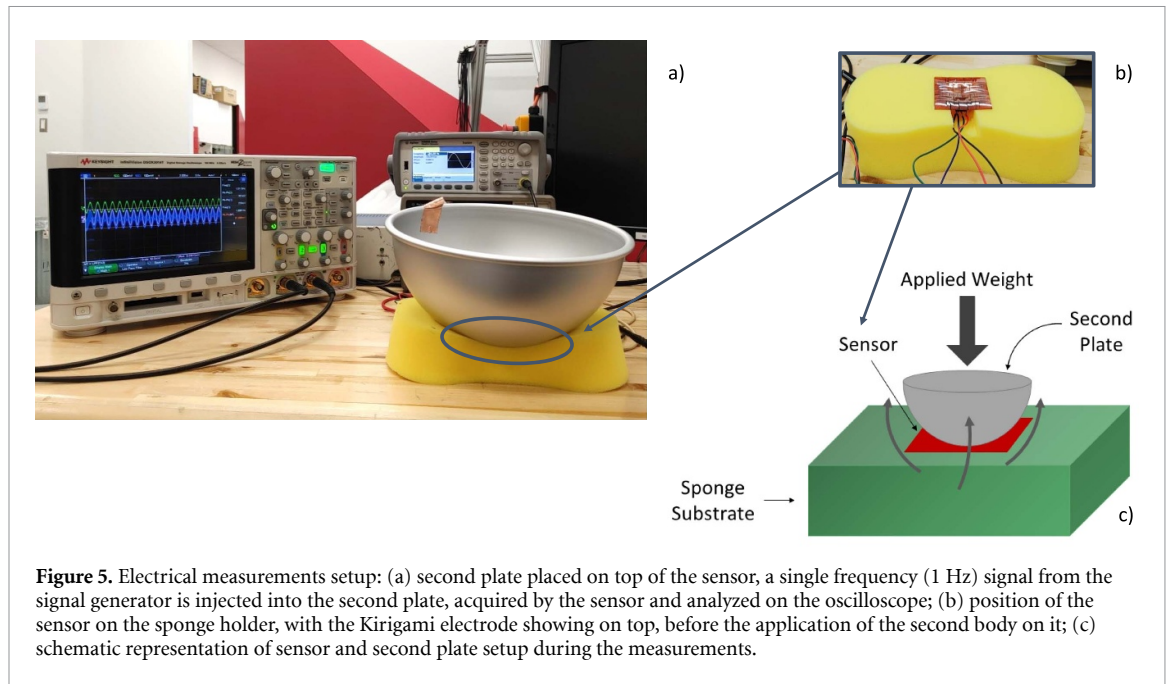 a)
b)
KEYSIGHT
Applied Weight
Second
Plate
Sensor
Sponge
Substrate
c)
Figure 5. Electrical measurements setup: (a) second plate placed on top of the sensor, a single frequency (1 Hz) signal from the
signal generator is injected into the second plate, acquired by the sensor and analyzed on the oscilloscope; (b) position of the
sensor on the sponge holder, with the Kirigami electrode showing on top, before the application of the second body on it; (c)
schematic representation of sensor and second plate setup during the measurements.